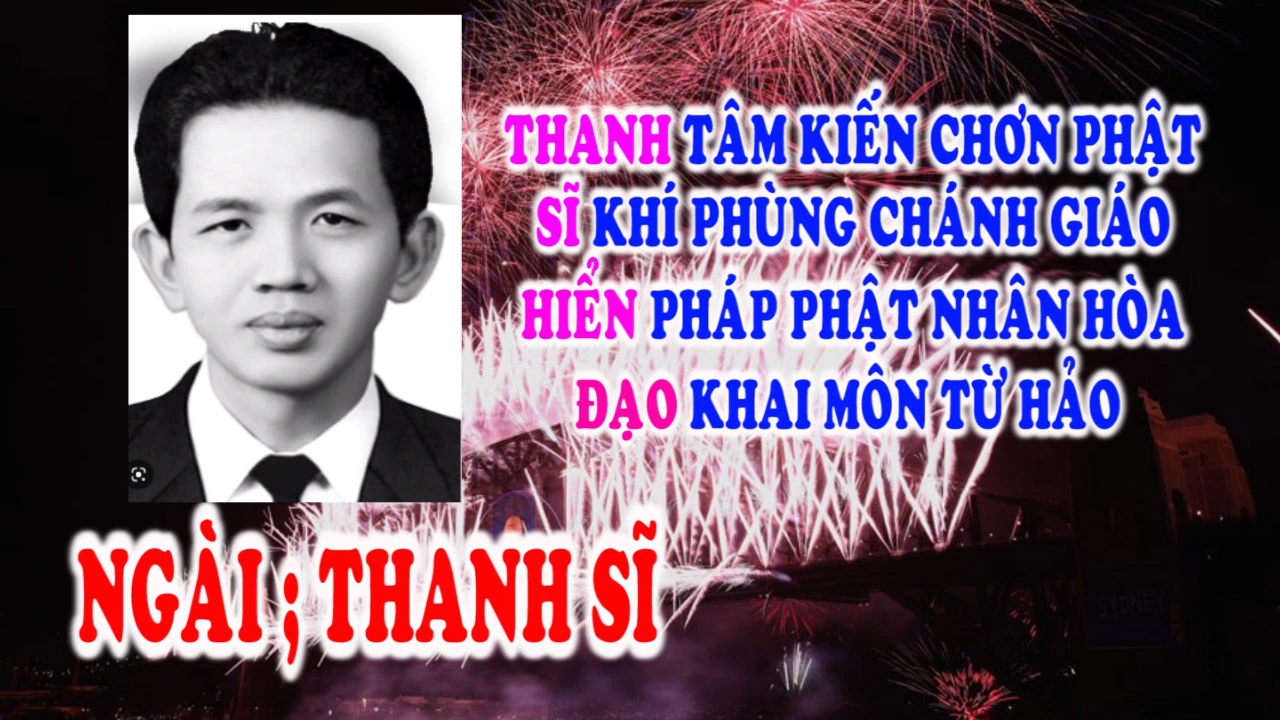 THANH TÂM KIẾN CHƠN PHẬT
SĨ KHÍ PHÙNG CHÁNH GIÁO
HIỂN PHÁP PHẬT NHÂN HÒA
ĐẠO KHAI MÔN TỪ HẢO
NGÀI ; THANH SĨ
SYDNEY